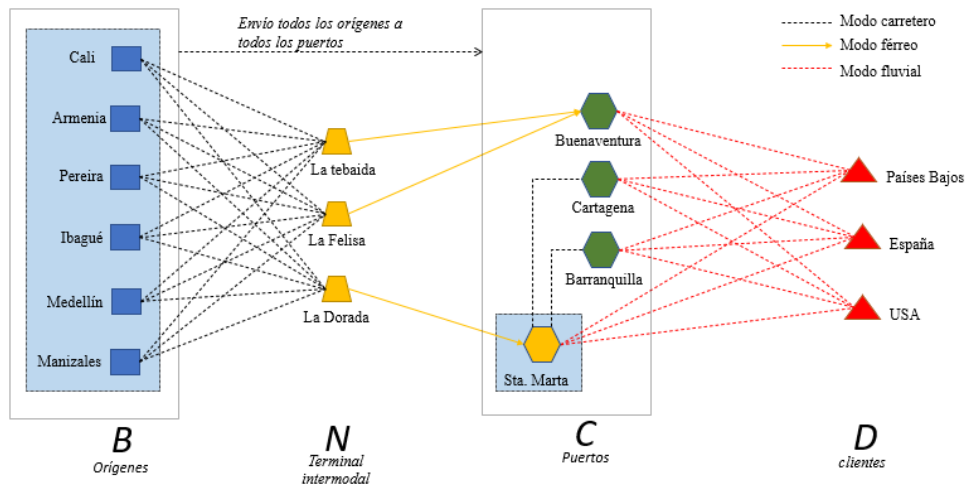 Envío todos los orígenes a
todos los puertos
Modo carretero
Modo férreo
Modo fluvial
Cali
Armenia
Pereira
Ibagué
Medellín
Manizales
La tebaida
La Felisa
La Dorada
Buenaventura
Cartagena
Barranquilla
Sta. Marta
Países Bajos
España
USA
B
Orígenes
N
Terminal
intermodal
C
Puertos
D
clientes